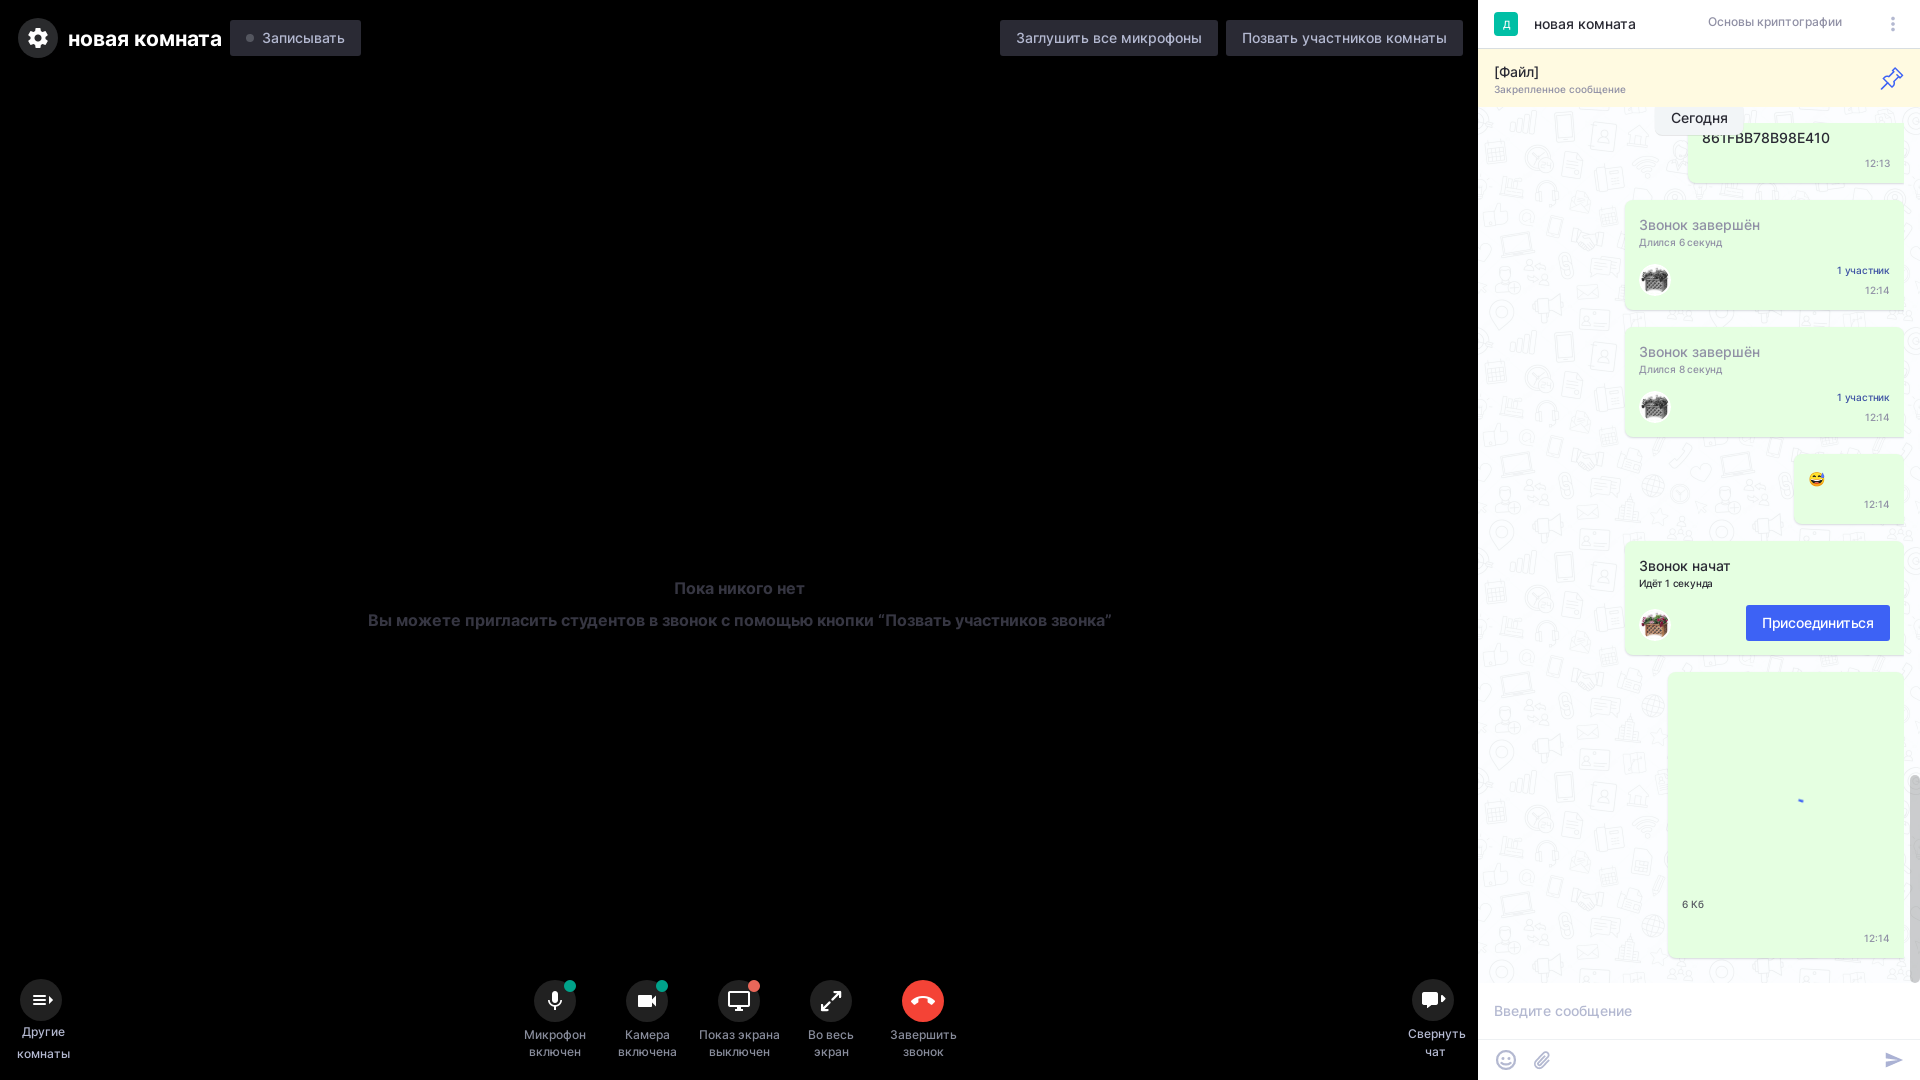 новая комната
Записывать
Заглушить все микрофоны
Позвать участников комнаты
Пока никого нет
Вы можете пригласить студентов в звонок с помощью кнопки “Позвать участников звонка”
Другие
комнаты
Микрофон
включен
Камера
включена
Показ экрана
выключен
Во весь
экран
Завершить
звонок
Свернуть
чат
Д
новая комната
Основы криптографии
[Файл]
Закрепленное сообщение
Сегодня
861FBB78B98E410
12:13
Звонок завершён
Длился 6 секунд
1 участник
12:14
Звонок завершён
Длился 8 секунд
1 участник
12:14
😅
12:14
Звонок начат
Идёт 1 секунда
Присоединиться
6 Кб
12:14
Введите сообщение